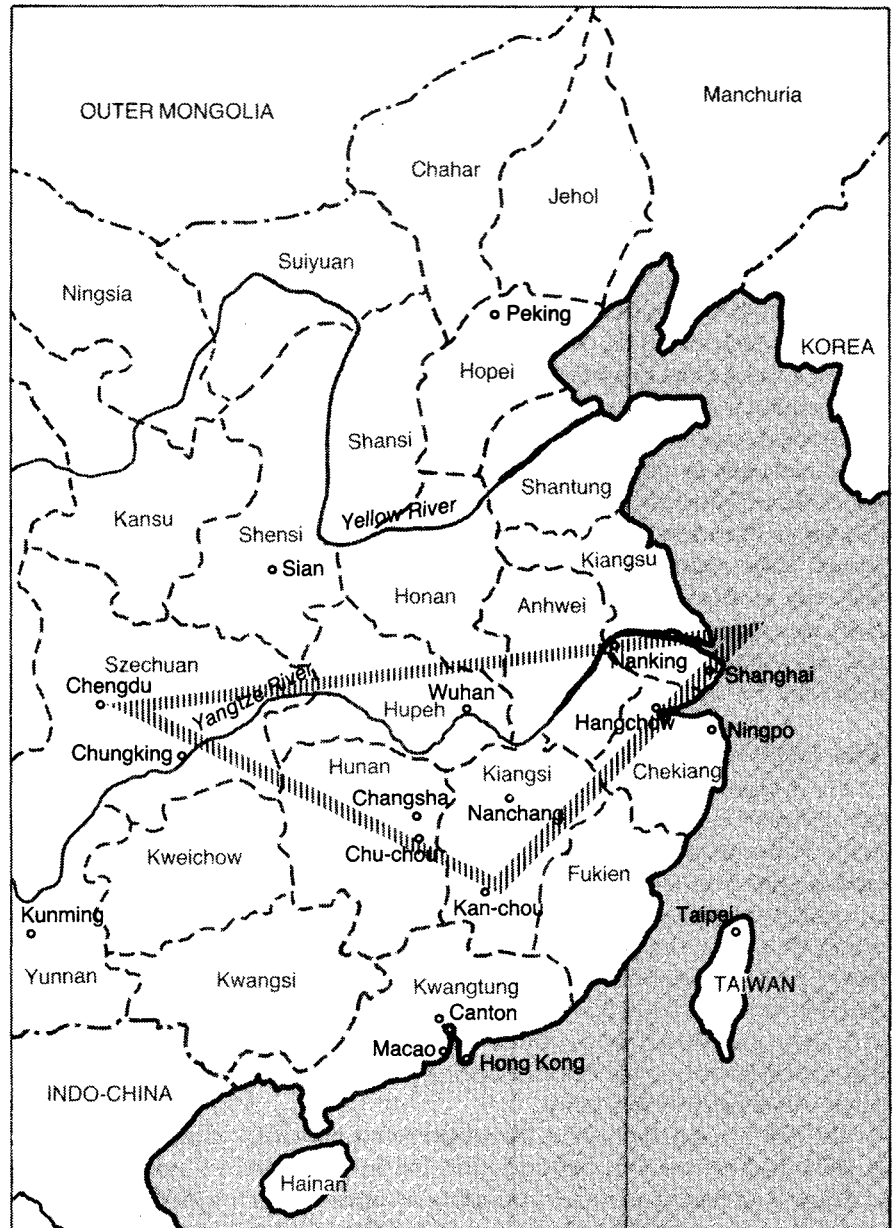 OUTER MONGOLIA
Manchuria
Chahar
Jehol
Suiyuan
Ningsia
Peking
KOREA
Hopei
Shansi
Shantung
Kansu
Yellow River
Shensi
Kiangsu
Sian
Honan
Anhwei
Szechuan
Nanking
Shanghai
Chengdu
Yangtze River
Wuhan
Hupeh
Hangchow
Ningpo
Chungking
Hunan
Kiangsi
Chekiang
Changsha
Nanchang
Kweichow
Chu-chou
Fukien
Kan-chou
Kunming
Taipei
Yunnan
Kwangsi
Kwangtung
TAIWAN
Canton
Macao
Hong Kong
INDO-CHINA
Hainan